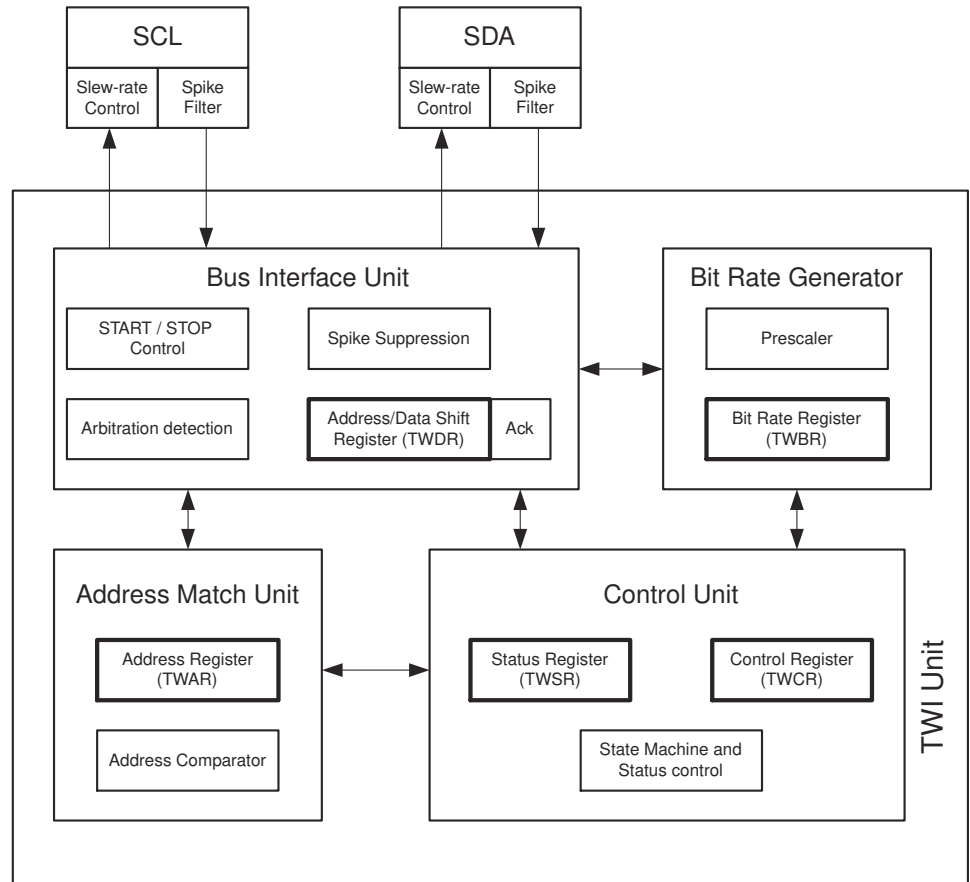 SCL
Slew-rate
Control
Spike
Filter
SDA
Slew-rate
Control
Spike
Filter
Bus Interface Unit
START / STOP
Control
Spike Suppression
Arbitration detection
Address/Data Shift
Register (TWDR)
Ack
Bit Rate Generator
Prescaler
Bit Rate Register
(TWBR)
Address Match Unit
Address Register
(TWAR)
Address Comparator
Control Unit
Status Register
(TWSR)
Control Register
(TWCR)
State Machine and
Status control
TWI Unit